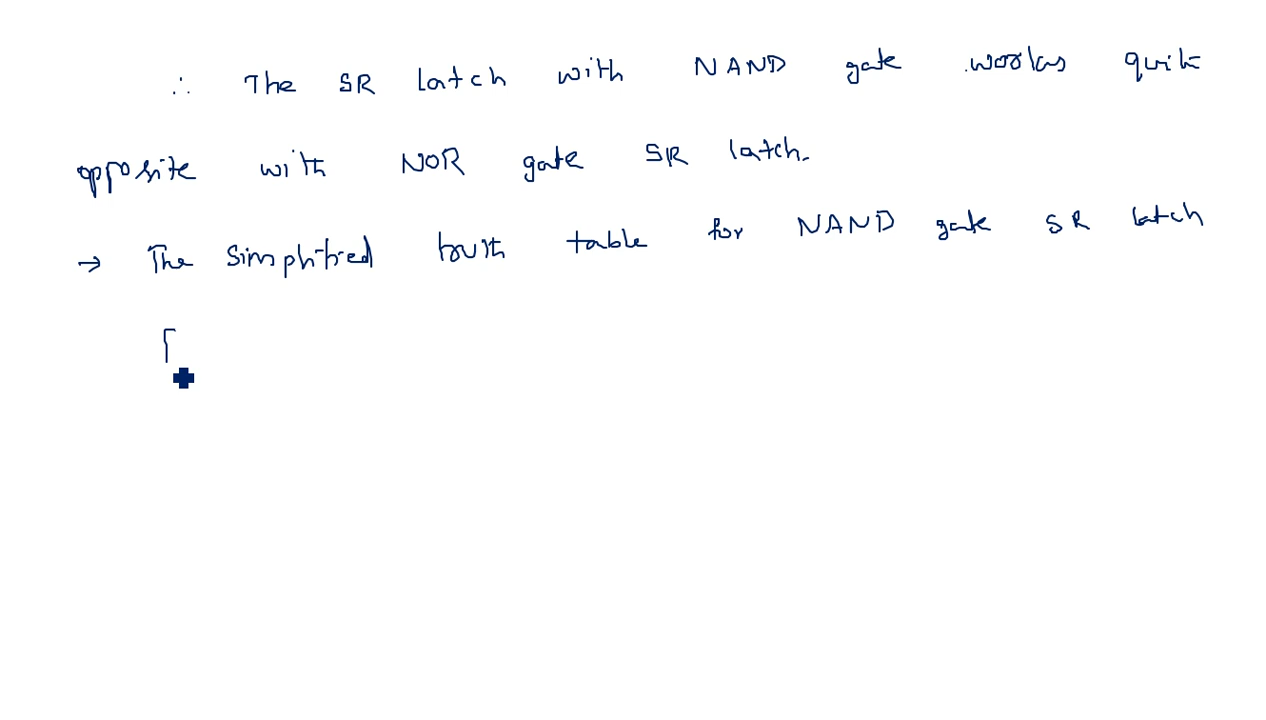 ∴ The SR latch with NAND gate works quite
opposite with NOR gate SR latch.
→ The simplified truth table for NAND gate SR latch